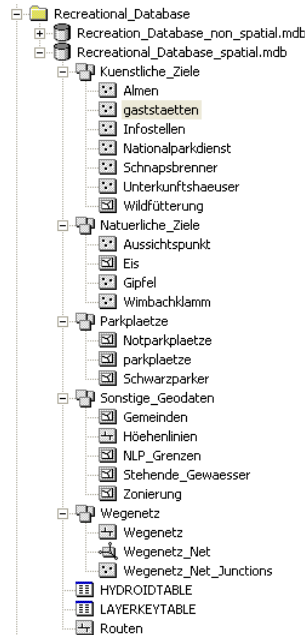 Recreational_Database
Recreation_Database_non_spatial.mdb
Recreational_Database_spatial.mdb
Kuenstliche_Ziele
Almen
gaststaetten
Infostellen
Nationalparkdienst
Schnapsbrenner
Unterkunftshaeuser
Wildfütterung
Natuerliche_Ziele
Aussichtspunkt
Eis
Gipfel
Wimbachklamm
Parkplaetze
Notparkplaetze
parkplaetze
Schwarzparker
Sonstige_Geodaten
Gemeinden
Höehenlinien
NLP_Grenzen
Stehende_Gewaesser
Zonierung
Wegenetz
Wegenetz
Wegenetz_Net
Wegenetz_Net_Junctions
HYDROIDTABLE
LAYERKEYTABLE
Routen